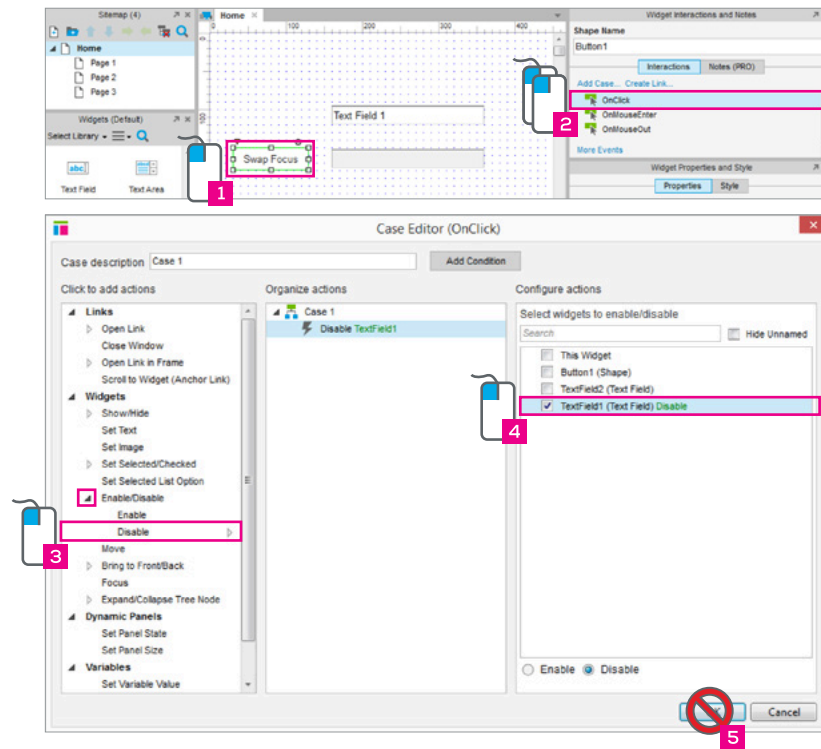 Sitemap (4)
Home
Page 1
Page 2
Page 3
Widgets (Default)
Select Library
abc
Text Field
Text Area
Home
0
100
200
300
400
100
Text Field 1
Swap Focus
1
Widget Interactions and Notes
Shape Name
Button1
Interactions
Notes (PRO)
Add Case... Create Link...
OnClick
OnMouseEnter
OnMouseOut
More Events
2
Widget Properties and Style
Properties
Style
Case Editor (OnClick)
Case description
Case 1
Add Condition
Click to add actions
Links
Open Link
Close Window
Open Link in Frame
Scroll to Widget (Anchor Link)
Widgets
Show/Hide
Set Text
Set Image
Set Selected/Checked
Set Selected List Option
Enable/Disable
Enable
Disable
3
Move
Bring to Front/Back
Focus
Expand/Collapse Tree Node
Dynamic Panels
Set Panel State
Set Panel Size
Variables
Set Variable Value
Organize actions
Case 1
Disable TextField1
Configure actions
Select widgets to enable/disable
Search
Hide Unnamed
This Widget
Button1 (Shape)
TextField2 (Text Field)
TextField1 (Text Field) Disable
4
Enable
Disable
5
Cancel